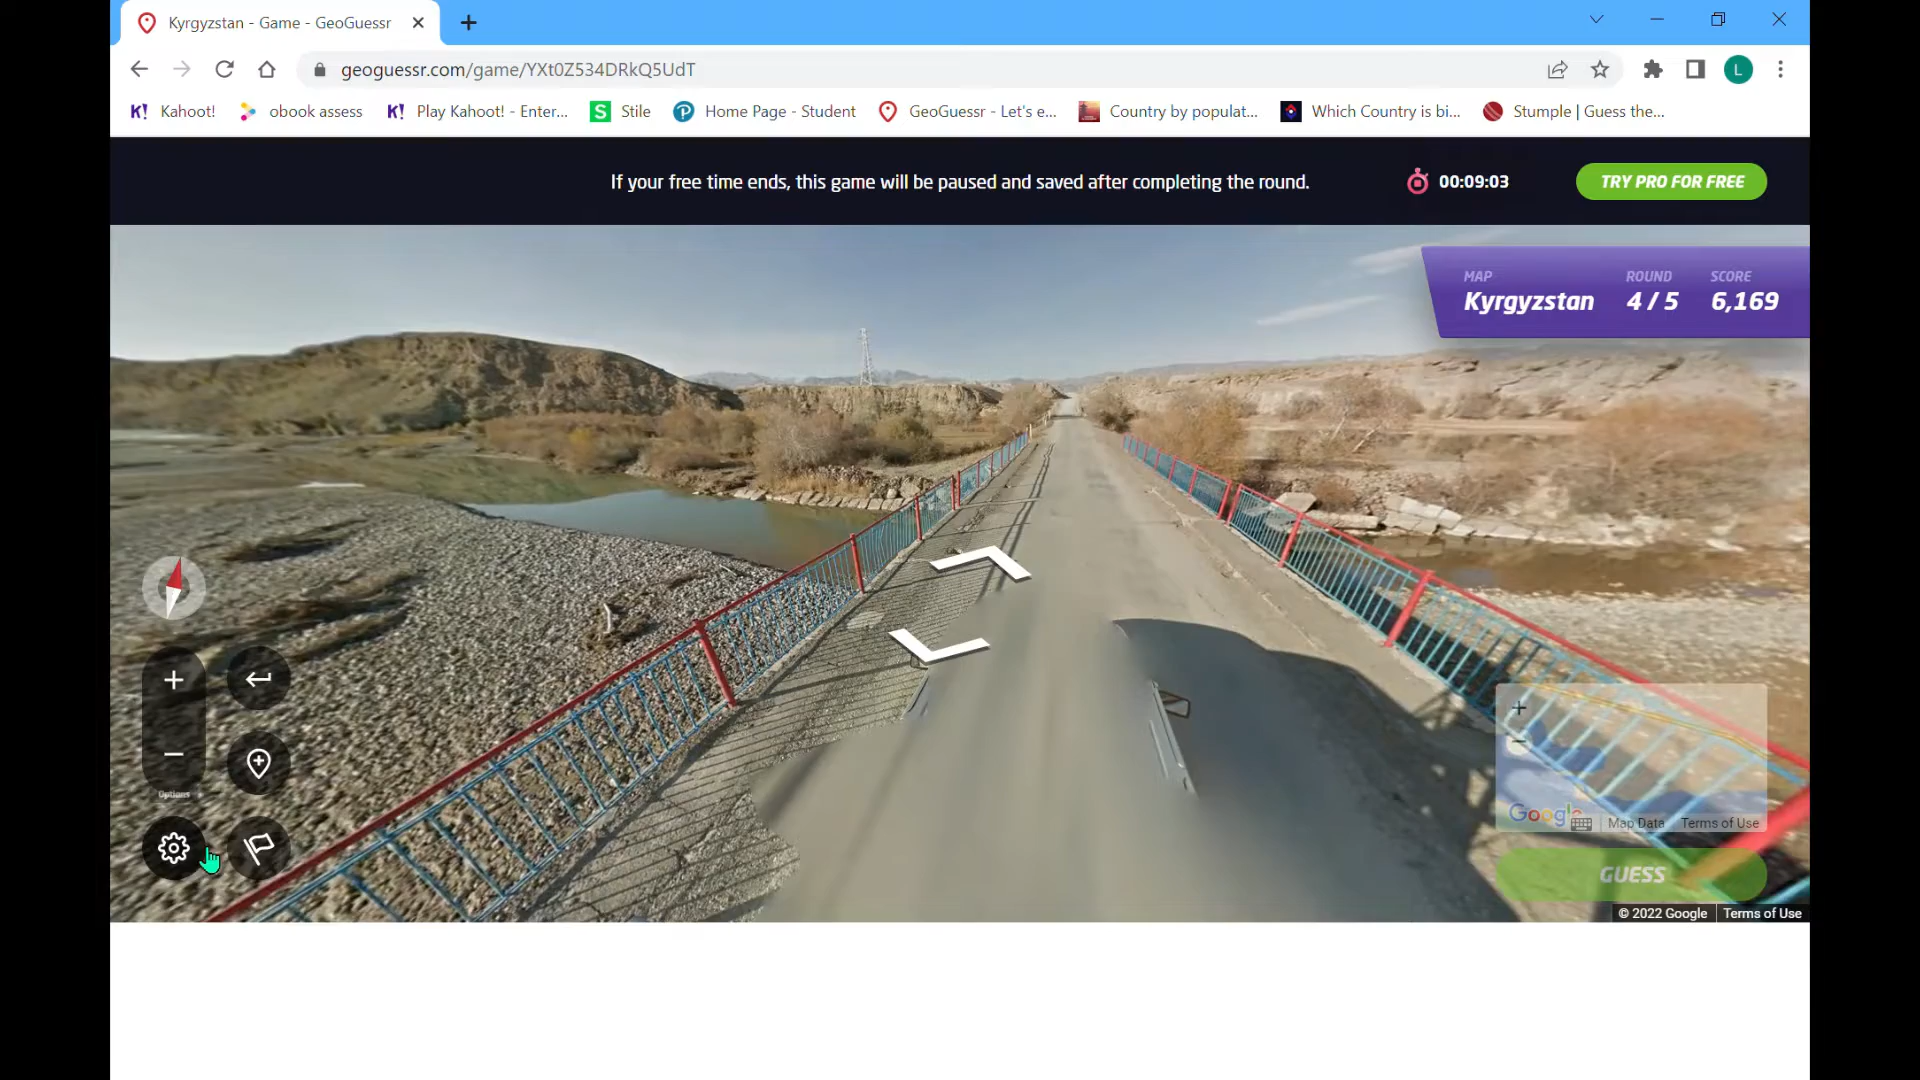 Kyrgyzstan - Game - GeoGuessr
geoguessr.com/game/YXt0Z534DRkQ5UdT
L
K! Kahoot!
obook assess
K! Play Kahoot! - Enter...
S Stile
Home Page - Student
GeoGuessr - Let's e...
Country by populat...
Which Country is bi...
Stumple | Guess the...
If your free time ends, this game will be paused and saved after completing the round.
00:09:03
TRY PRO FOR FREE
MAP ROUND SCORE
Kyrgyzstan 4 / 5 6,169
Options
Google
Map Data
Terms of Use
GUESS
© 2022 Google
Terms of Use